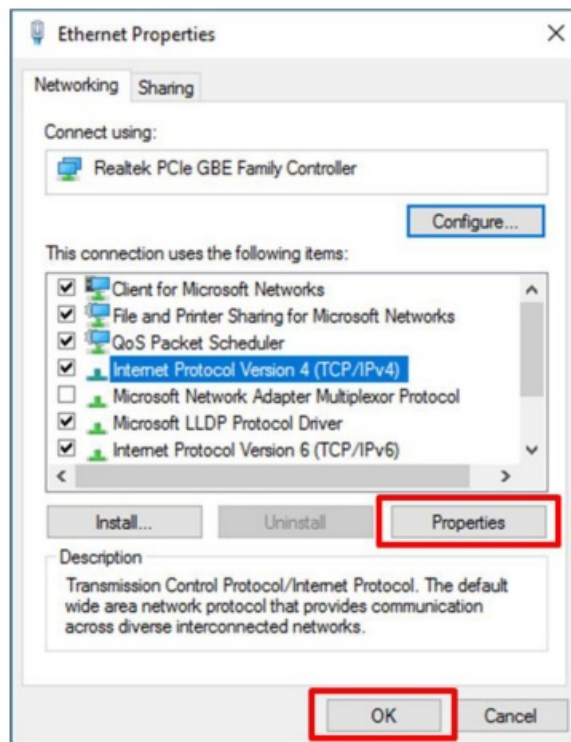 Ethernet Properties
Networking Sharing
Connect using:
Realtek PCIe GBE Family Controller
Configure...
This connection uses the following items:
Client for Microsoft Networks
File and Printer Sharing for Microsoft Networks
QoS Packet Scheduler
Internet Protocol Version 4 (TCP/IPv4)
Microsoft Network Adapter Multiplexor Protocol
Microsoft LLDP Protocol Driver
Internet Protocol Version 6 (TCP/IPv6)
Install... Uninstall Properties
Description
Transmission Control Protocol/Internet Protocol. The default
wide area network protocol that provides communication
across diverse interconnected networks.
OK Cancel